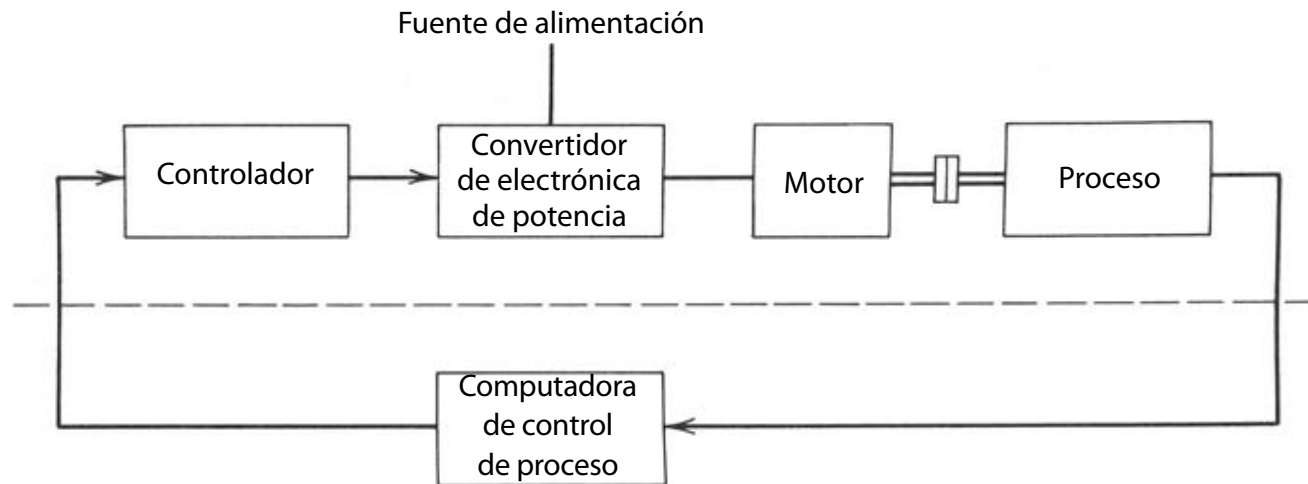 Fuente de alimentación
Controlador
Convertidor
de electrónica
de potencia
Motor
Proceso
Computadora
de control
de proceso